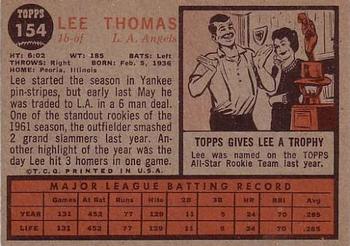 TOPPS
154
LEE THOMAS
1b-of L. A. Angels
HT: 6:02 WT: 185 BATS: Left
THROWS: Right BORN: Feb. 5, 1936
HOME: Peoria, Illinois
Lee started the season in Yankee
pin-stripes, but early last May he
was traded to L.A. in a 6 man deal.
One of the standout rookies of the
1961 season, the outfielder smashed
2 grand slammers last year. An-
other highlight of the year was the
day Lee hit 3 homers in one game.
©T.C.G. PRINTED IN U.S.A.
TOPPS GIVES LEE A TROPHY
Lee was named on the TOPPS
All-Star Rookie Team last year.
MAJOR LEAGUE BATTING RECORD
Games At Bat Runs Hits 2B 3B HR RBI Avg.
YEAR 131 452 77 129 11 5 24 70 .285
LIFE 131 452 77 129 11 5 24 70 .285